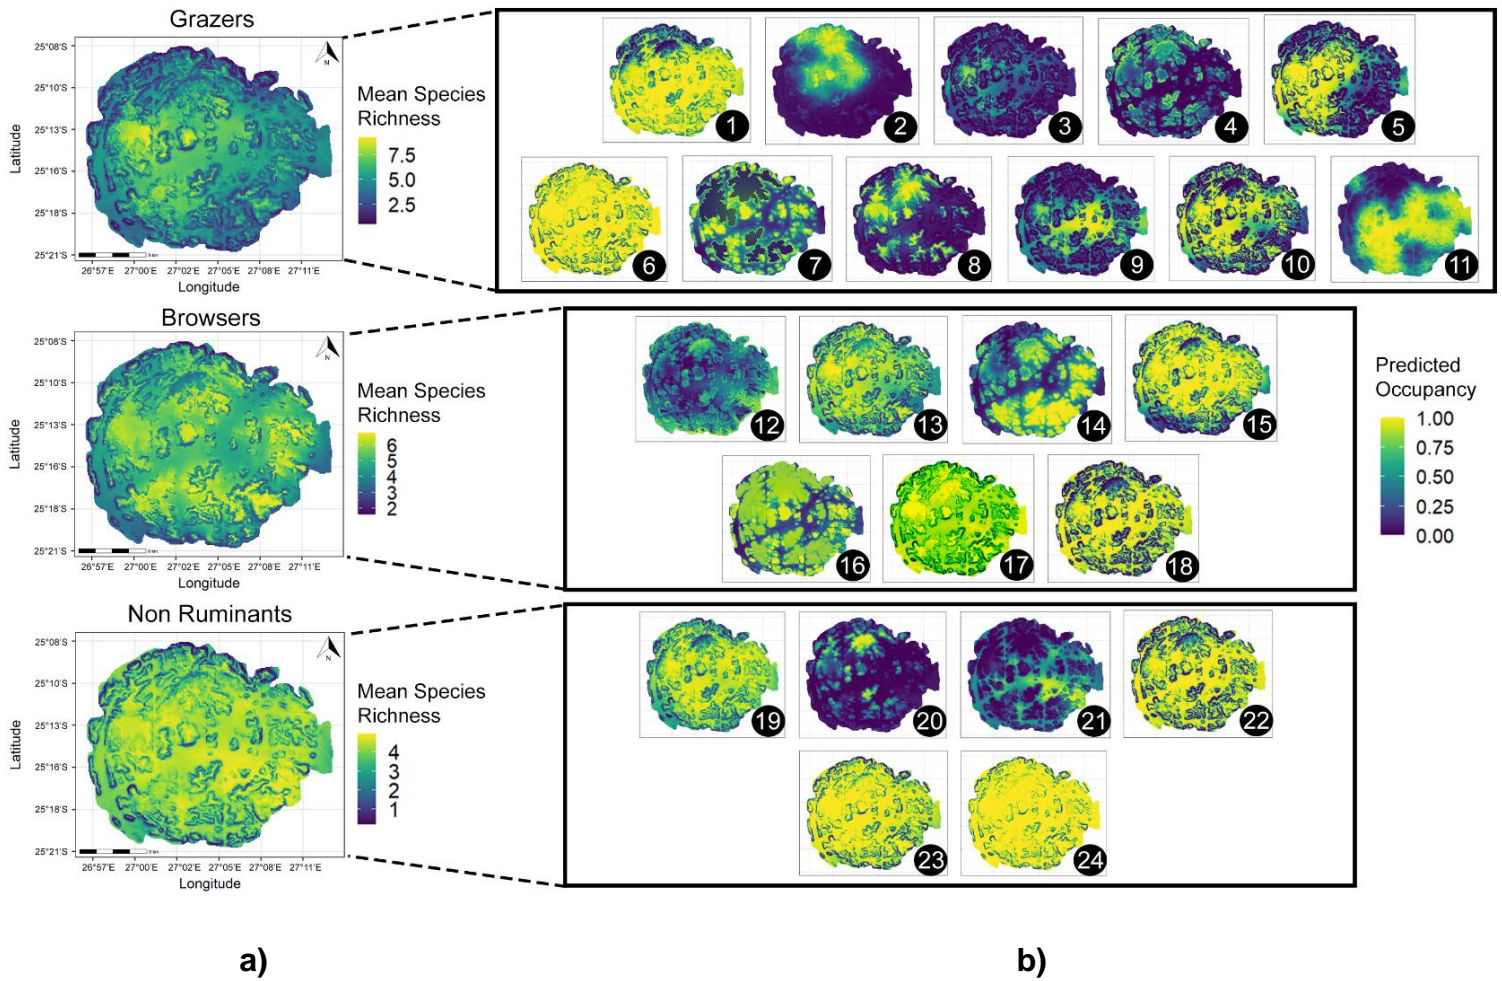 Grazers
25°08'S
25°10'S
25°13'S
25°16'S
25°18'S
25°21'S
Latitude
N
26°57'E 27°00'E 27°02'E 27°05'E 27°08'E 27°11'E
Longitude
Mean Species
Richness
7.5
5.0
2.5
1
2
3
4
5
6
7
8
9
10
11
Browsers
25°08'S
25°10'S
25°13'S
25°16'S
25°18'S
25°21'S
Latitude
N
26°57'E 27°00'E 27°02'E 27°05'E 27°08'E 27°11'E
Longitude
Mean Species
Richness
6
5
4
3
2
12
13
14
15
16
17
18
Predicted
Occupancy
1.00
0.75
0.50
0.25
0.00
Non Ruminants
25°08'S
25°10'S
25°13'S
25°16'S
25°18'S
25°21'S
Latitude
N
26°57'E 27°00'E 27°02'E 27°05'E 27°08'E 27°11'E
Longitude
Mean Species
Richness
4
3
2
1
19
20
21
22
23
24
a)
b)